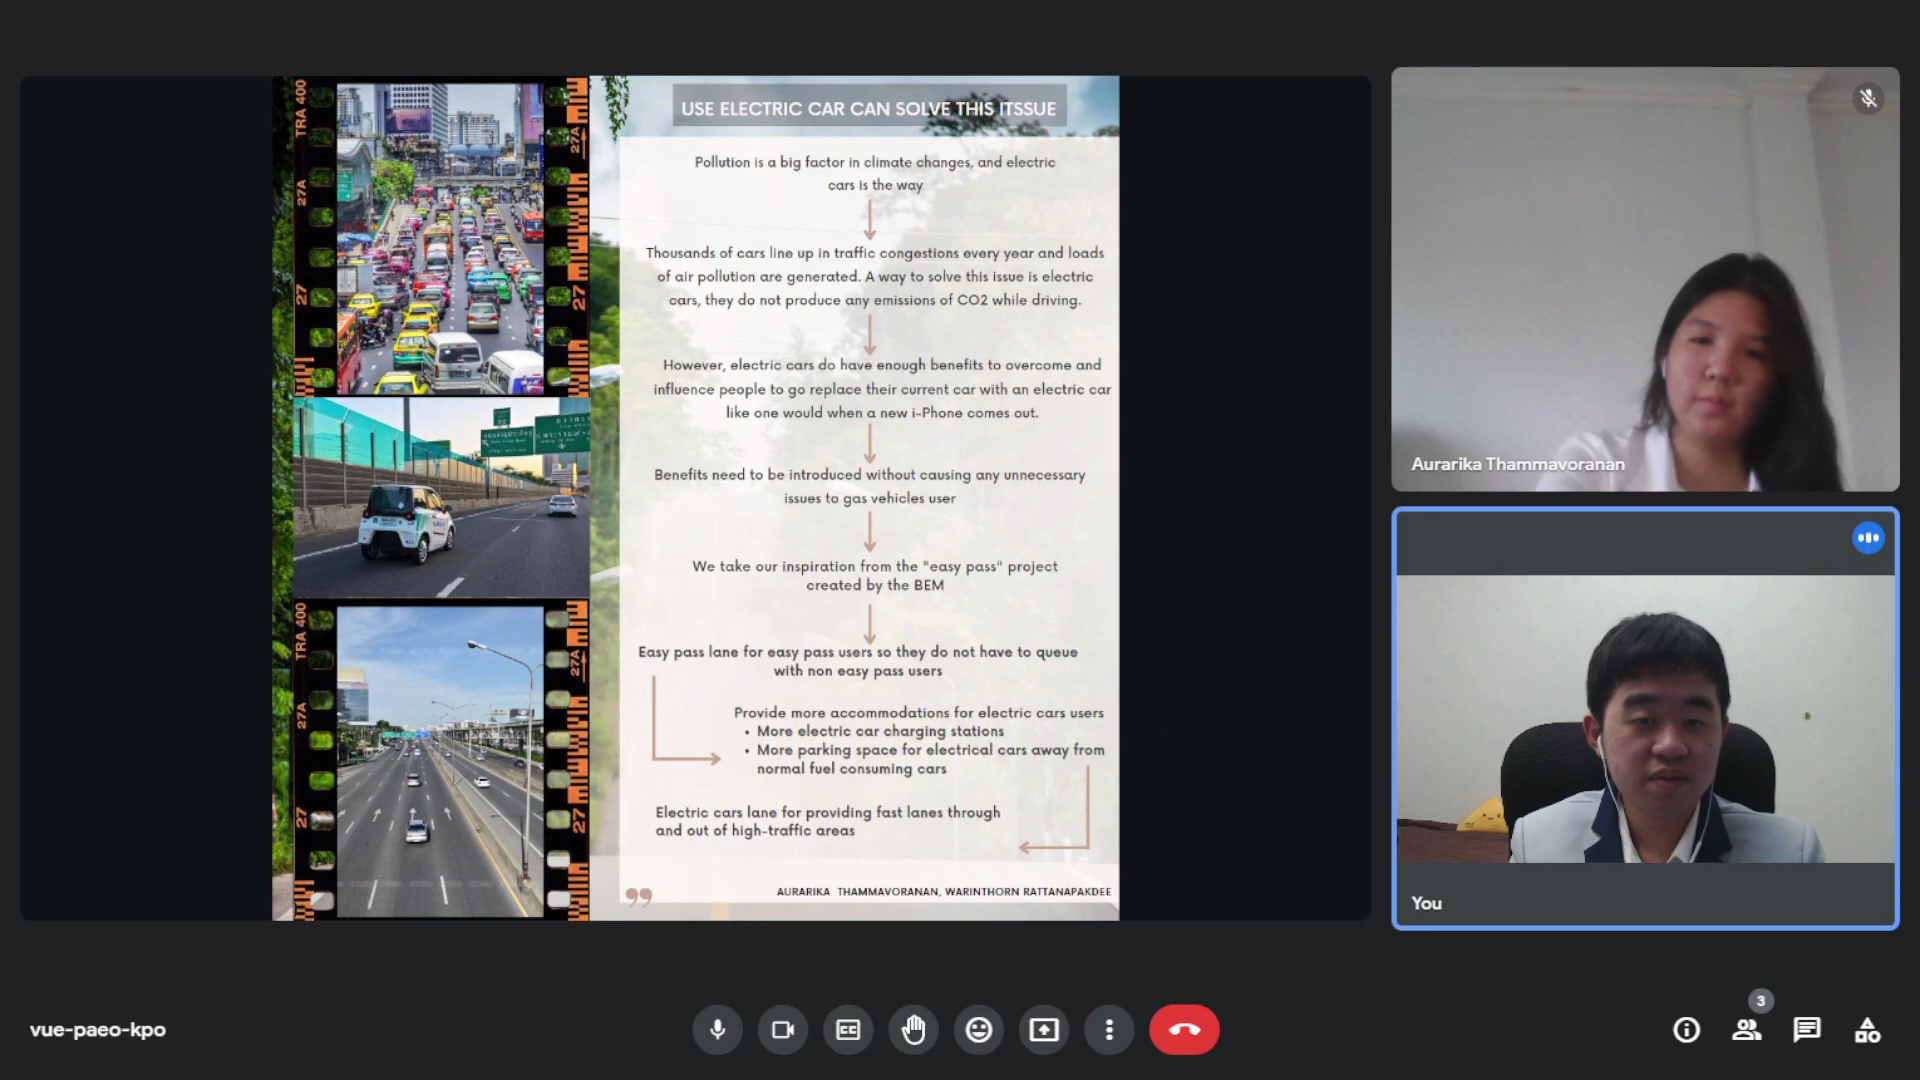 TRA 400
27A
27A
27
27
USE ELECTRIC CAR CAN SOLVE THIS ITSSUE
Pollution is a big factor in climate changes, and electric
cars is the way
Thousands of cars line up in traffic congestions every year and loads
of air pollution are generated. A way to solve this issue is electric
cars, they do not produce any emissions of CO2 while driving.
However, electric cars do have enough benefits to overcome and
influence people to go replace their current car with an electric car
like one would when a new i-Phone comes out.
Benefits need to be introduced without causing any unnecessary
issues to gas vehicles user
We take our inspiration from the "easy pass" project
created by the BEM
TRA 400
27A
27A
27
27
Easy pass lane for easy pass users so they do not have to queue
with non easy pass users
Provide more accommodations for electric cars users
• More electric car charging stations
• More parking space for electrical cars away from
normal fuel consuming cars
Electric cars lane for providing fast lanes through
and out of high-traffic areas
AURARIKA THAMMAVORANAN, WARINTHORN RATTANAPAKDEE
Aurarika Thammavoranan
You
vue-paeo-kpo
CC
3